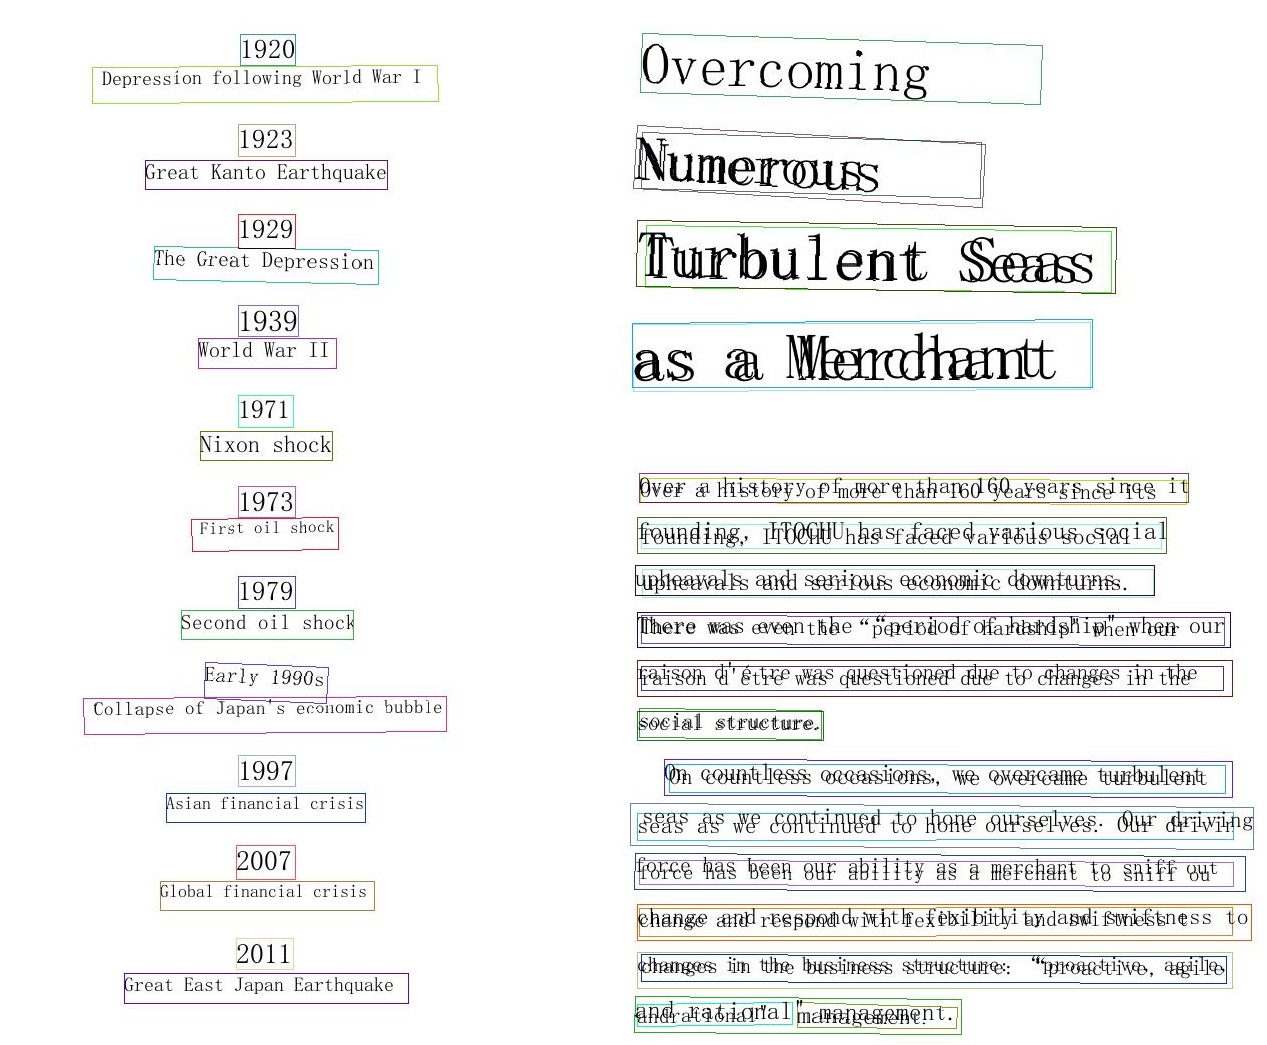 1920
Depression following World War I
1923
Great Kanto Earthquake
1929
The Great Depression
1939
World War II
1971
Nixon shock
1973
First oil shock
1979
Second oil shock
Early 1990s
Collapse of Japan's economic bubble
1997
Asian financial crisis
2007
Global financial crisis
2011
Great East Japan Earthquake
Overcoming
Numerous
Turbulent Seas
as a Merchant
Over a history of more than 160 years since it
founding, ITOCHU has faced various social
upheavals and serious economic downturns.
There was even the “period of hardship" when our
raison d'étre was questioned due to changes in the
social structure.
On countless occasions, we overcame turbulent
seas as we continued to hone ourselves. Our driving
force has been our ability as a merchant to sniff out
change and respond with fexibility and swiftness to
changes in the business structure: “proactive, agile,
and rational" management.